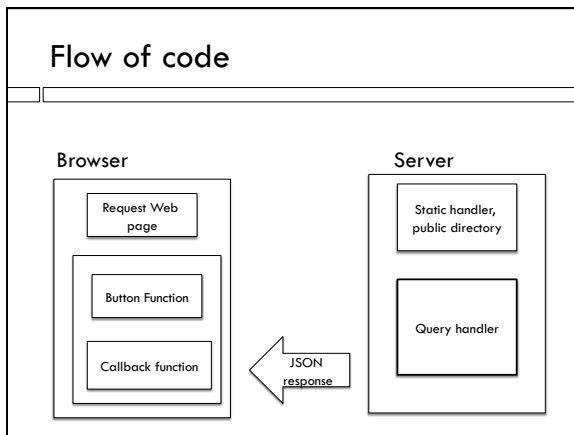 Flow of code
Browser
Server
Request Web
page
Button Function
Callback function
Static handler,
public directory
Query handler
JSON
response